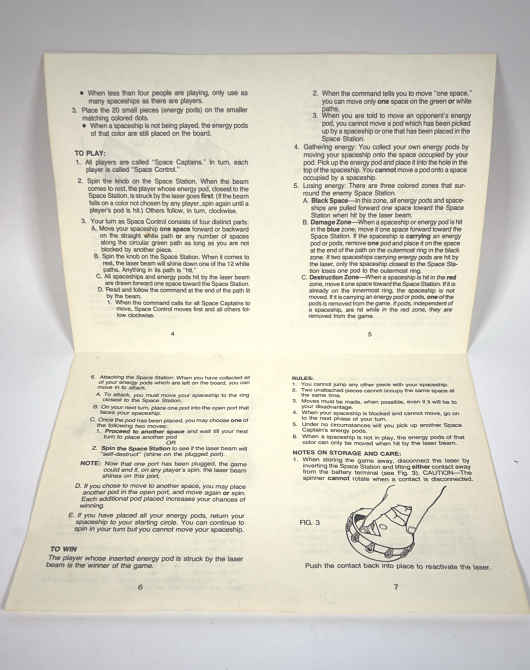 ● When less than four people are playing, only use as
many spaceships as there are players.
3. Place the 20 small pieces (energy pods) on the smaller
matching colored dots.
● When a spaceship is not being played, the energy pods
of that color are still placed on the board.
TO PLAY:
1. All players are called "Space Captains." In turn, each
player is called "Space Control."
2. Spin the knob on the Space Station. When the beam
comes to rest, the player whose energy pod, closest to the
Space Station, is struck by the laser goes first. (If the beam
falls on a color not chosen by any player, spin again until a
player's pod is hit.) Others follow, in turn, clockwise.
3. Your turn as Space Control consists of four distinct parts:
A. Move your spaceship one space forward or backward
on the straight white path or any number of spaces
along the circular green path as long as you are not
blocked by another piece.
B. Spin the knob on the Space Station. When it comes to
rest, the laser beam will shine down one of the 12 white
paths. Anything in its path is "hit."
C. All spaceships and energy pods hit by the laser beam
are drawn forward one space toward the Space Station.
D. Read and follow the command at the end of the path lit
by the beam.
1. When the command calls for all Space Captains to
move, Space Control moves first and all others fol-
low clockwise.
4
2. When the command tells you to move "one space,"
you can move only one space on the green or white
paths.
3. When you are told to move an opponent's energy
pod, you cannot move a pod which has been picked
up by a spaceship or one that has been placed in the
Space Station.
4. Gathering energy: You collect your own energy pods by
moving your spaceship onto the space occupied by your
pod. Pick up the energy pod and place it into the hole in the
top of the spaceship. You cannot move a pod onto a space
occupied by a spaceship.
5. Losing energy: There are three colored zones that sur-
round the enemy Space Station.
A. Black Space—In this zone, all energy pods and space-
ships are pulled forward one space toward the Space
Station when hit by the laser beam.
B. Damage Zone—When a spaceship or energy pod is hit
in the blue zone, move it one space forward toward the
Space Station. If the spaceship is carrying an energy
pod or pods, remove one pod and place it on the space
at the end of the path on the outermost ring in the black
zone. If two spaceships carrying energy pods are hit by
the laser, only the spaceship closest to the Space Sta-
tion loses one pod to the outermost ring.
C. Destruction Zone—When a spaceship is hit in the red
zone, move it one space toward the Space Station. If it is
already on the innermost ring, the spaceship is not
moved. If it is carrying an energy pod or pods, one of the
pods is removed from the game. If pods, independent of
a spaceship, are hit while in the red zone, they are
removed from the game.
5
6. Attacking the Space Station: When you have collected all
of your energy pods which are left on the board, you can
move in to attack.
A. To attack, you must move your spaceship to the ring
closest to the Space Station.
B. On your next turn, place one pod into the open port that
faces your spaceship.
C. Once the pod has been placed, you may choose one of
the following two moves:
1. Proceed to another space and wait till your next
turn to place another pod
OR
2. Spin the Space Station to see if the laser beam will
"self-destruct" (shine on the plugged port).
NOTE: Now that one port has been plugged, the game
could end if, on any player's spin, the laser beam
shines on this port.
D. If you chose to move to another space, you may place
another pod in the open port, and move again or spin.
Each additional pod placed increases your chances of
winning.
E. If you have placed all your energy pods, return your
spaceship to your starting circle. You can continue to
spin in your turn but you cannot move your spaceship.
TO WIN
The player whose inserted energy pod is struck by the laser
beam is the winner of the game.
6
RULES:
1. You cannot jump any other piece with your spaceship.
2. Two unattached pieces cannot occupy the same space at
the same time.
3. Moves must be made, when possible, even if it will be to
your disadvantage.
4. When your spaceship is blocked and cannot move, go on
to the next phase of your turn.
5. Under no circumstances will you pick up another Space
Captain's energy pods.
6. When a spaceship is not in play, the energy pods of that
color can only be moved when hit by the laser beam.
NOTES ON STORAGE AND CARE:
1. When storing the game away, disconnect the laser by
inverting the Space Station and lifting either contact away
from the battery terminal (see Fig. 3). CAUTION—The
spinner cannot rotate when a contact is disconnected.
FIG. 3
Push the contact back into place to reactivate the laser.
7